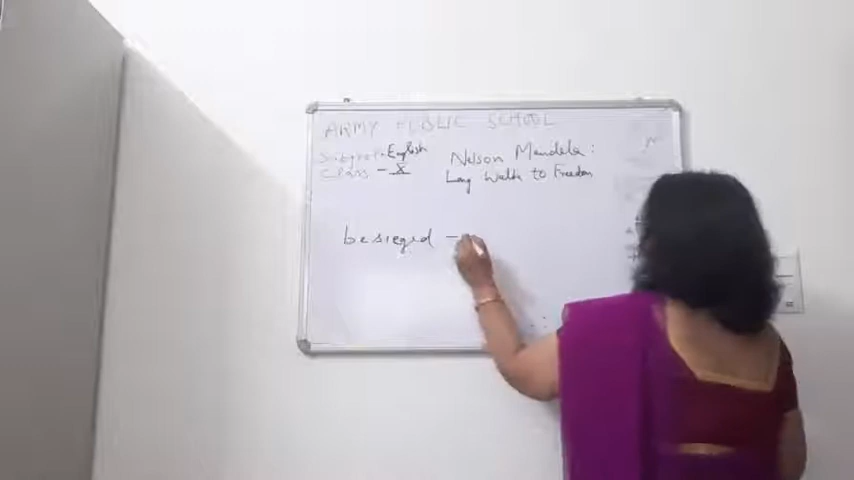 ARMY PUBLIC SCHOOL
Subject - English
Class - X
Nelson Mandela :
Long Walk to Freedom
besieged -